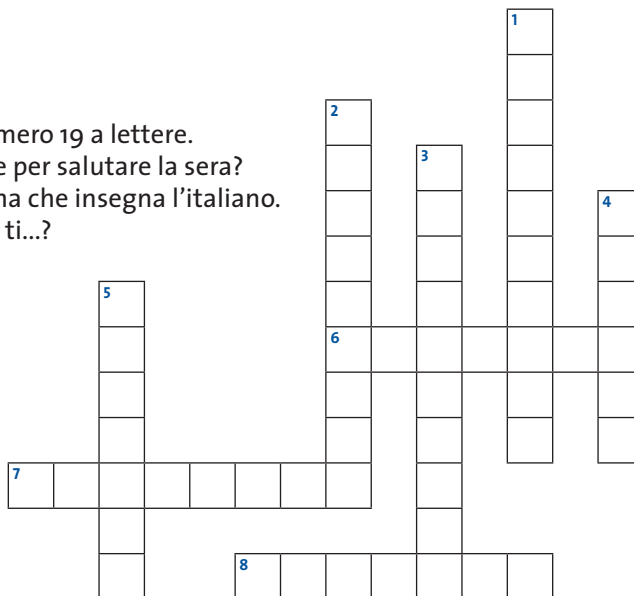 1
2
mero 19 a lettere.
3
e per salutare la sera?
na che insegna l’italiano.
4
ti...?
5
6
7
8